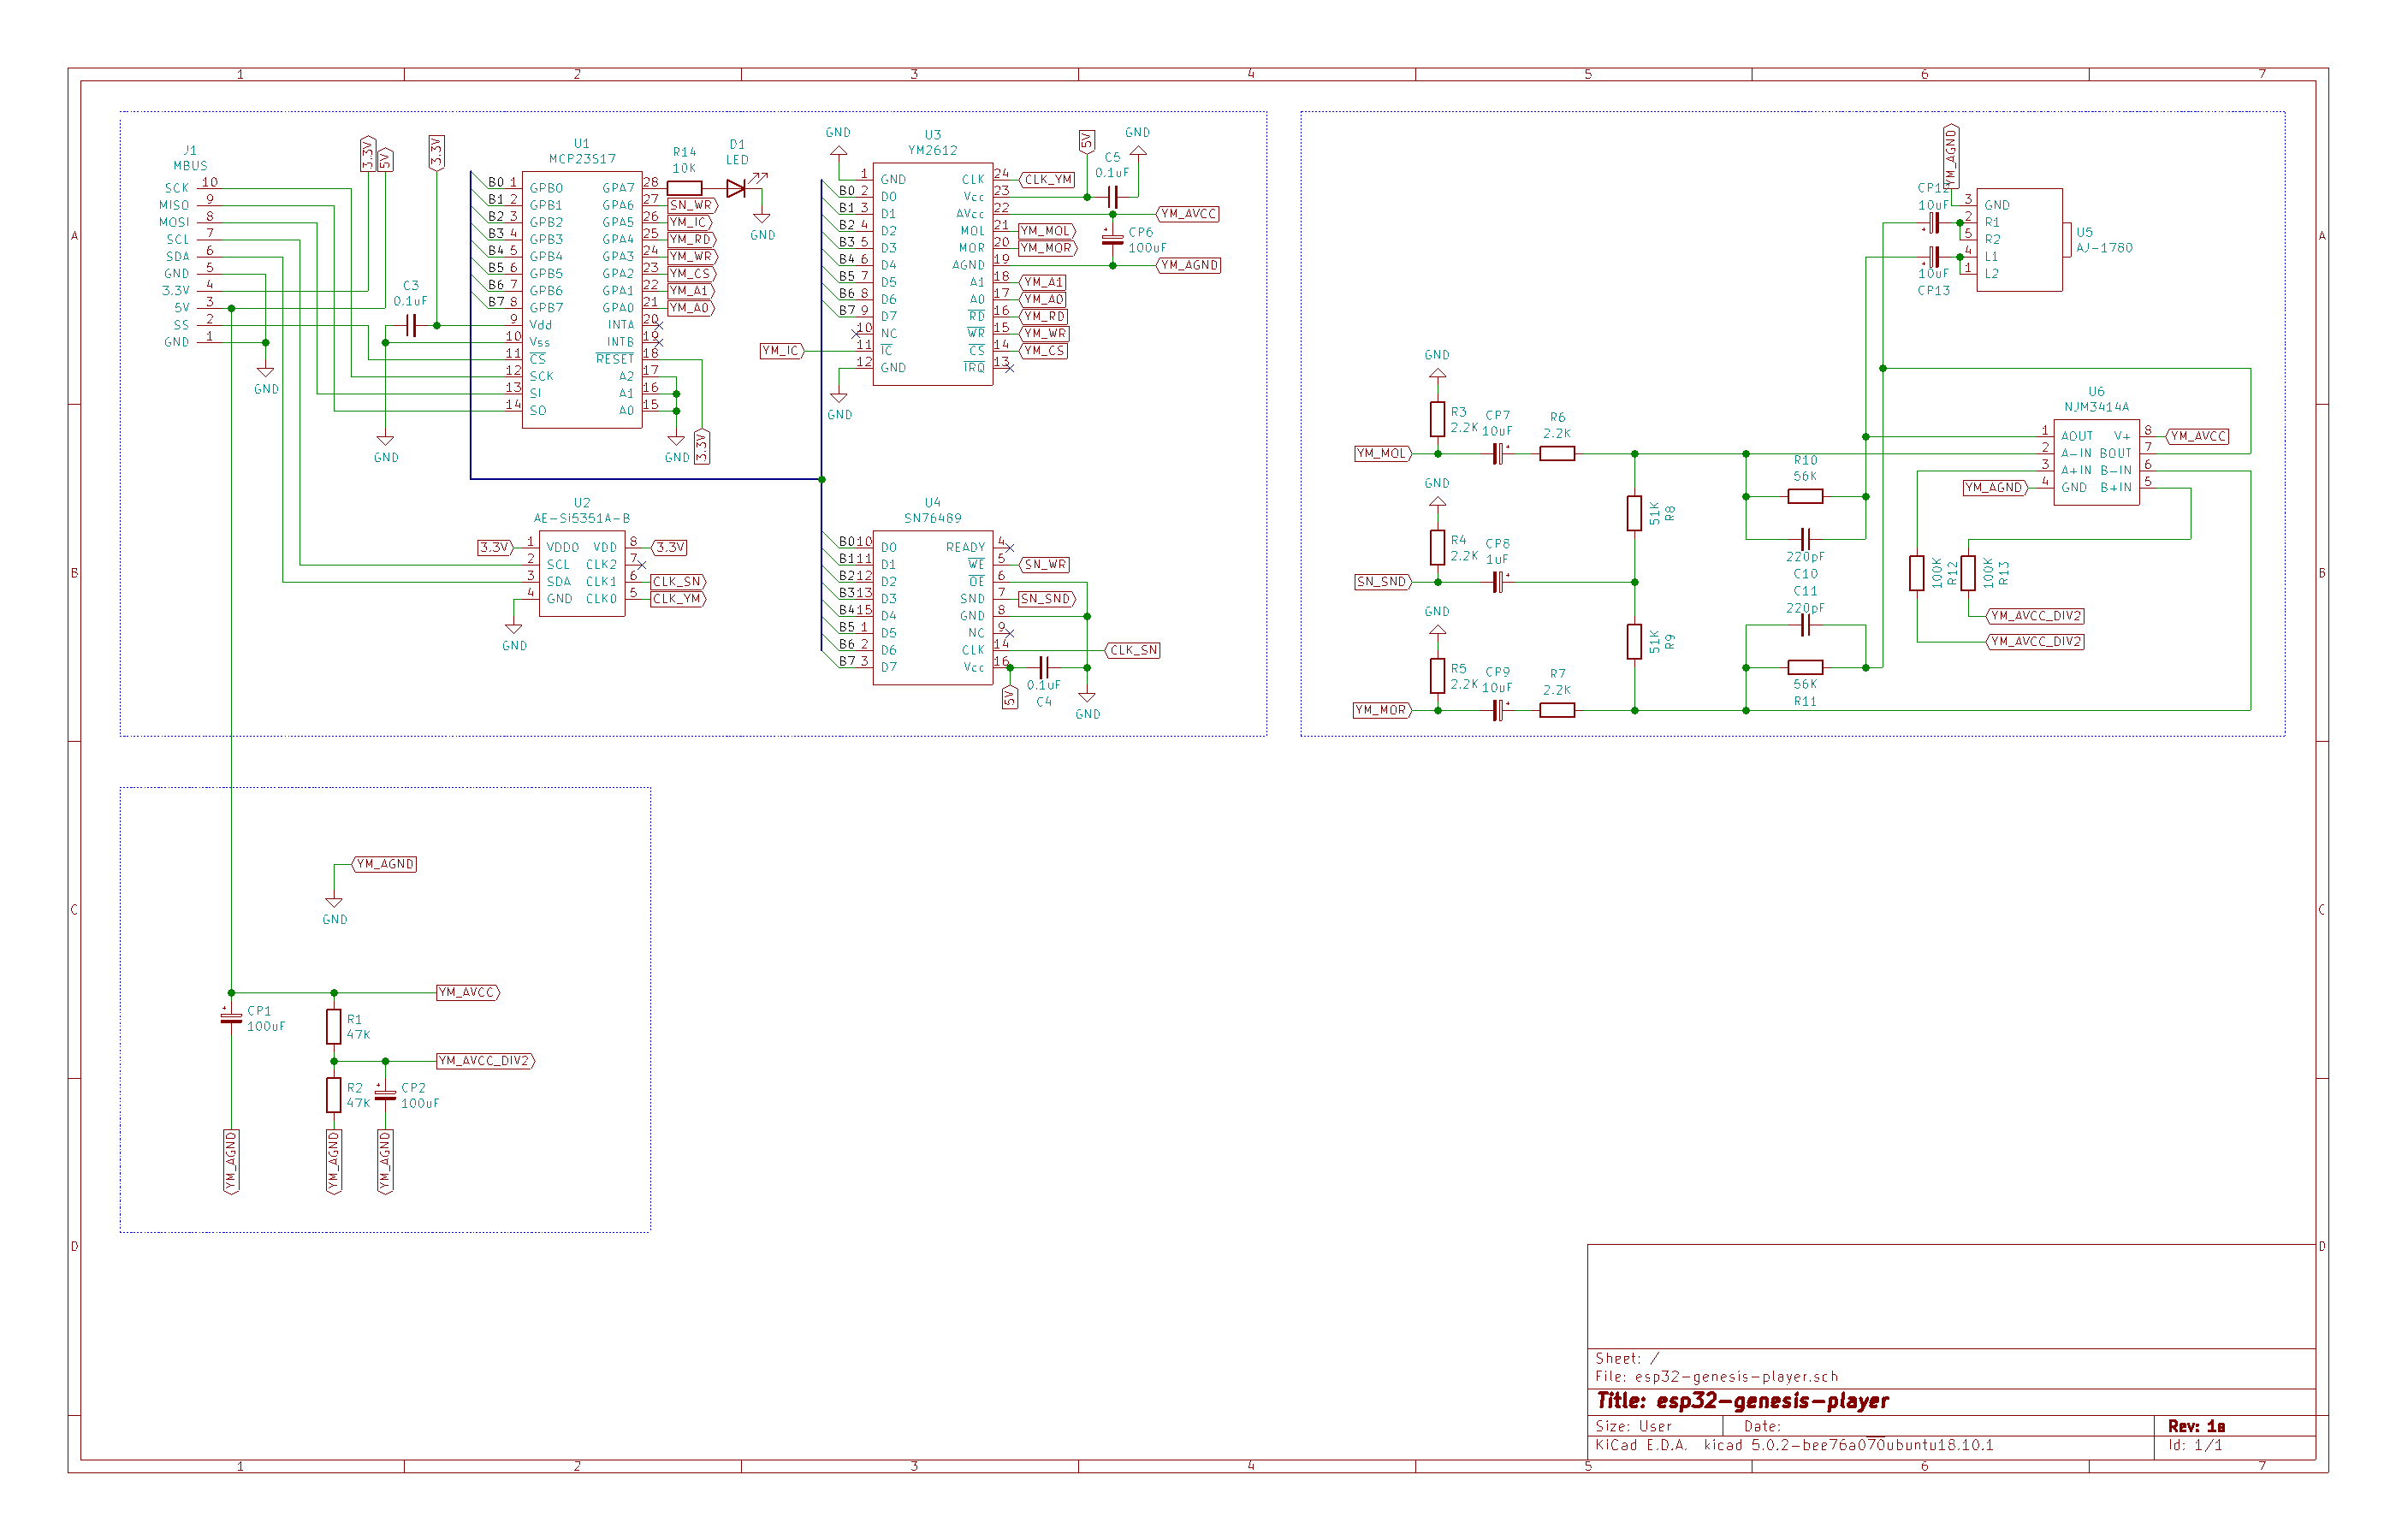 1 2 3 4 5 6 7
A
B
C
D
J1
MBUS
SCK 10
MISO 9
MOSI 8
SCL 7
SDA 6
GND 5
3.3V 4
5V 3
SS 2
GND 1
GND
3.3V
5V
3.3V
C3
0.1uF
GND
U1
MCP23S17
B0 1 GPB0 GPA7 28
B1 2 GPB1 GPA6 27 SN_WR
B2 3 GPB2 GPA5 26 YM_IC
B3 4 GPB3 GPA4 25 YM_RD
B4 5 GPB4 GPA3 24 YM_WR
B5 6 GPB5 GPA2 23 YM_CS
B6 7 GPB6 GPA1 22 YM_A1
B7 8 GPB7 GPA0 21 YM_A0
9 Vdd INTA 20
10 Vss INTB 19
11 CS RESET 18
12 SCK A2 17
13 SI A1 16
14 SO A0 15
GND
3.3V
R14
10K
D1
LED
GND
U2
AE-Si5351A-B
3.3V 1 VDDO VDD 8 3.3V
2 SCL CLK2 7
3 SDA CLK1 6 CLK_SN
4 GND CLK0 5 CLK_YM
GND
GND
U3
YM2612
1 GND CLK 24 CLK_YM
B0 2 D0 Vcc 23
B1 3 D1 AVcc 22 YM_AVCC
B2 4 D2 MOL 21 YM_MOL
B3 5 D3 MOR 20 YM_MOR
B4 6 D4 AGND 19 YM_AGND
B5 7 D5 A1 18 YM_A1
B6 8 D6 A0 17 YM_A0
B7 9 D7 RD 16 YM_RD
10 NC WR 15 YM_WR
YM_IC 11 IC CS 14 YM_CS
12 GND IRQ 13
GND
5V
GND
C5
0.1uF
CP6
100uF
U4
SN76489
B0 10 D0 READY 4
B1 11 D1 WE 5 SN_WR
B2 12 D2 OE 6
B3 13 D3 SND 7 SN_SND
B4 15 D4 GND 8
B5 1 D5 NC 9
B6 2 D6 CLK 14 CLK_SN
B7 3 D7 Vcc 16
5V
0.1uF
C4
GND
GND
R3
2.2K
CP7
10uF
R6
2.2K
YM_MOL
GND
R4
2.2K
CP8
1uF
SN_SND
GND
R5
2.2K
CP9
10uF
R7
2.2K
YM_MOR
51K
R8
51K
R9
R10
56K
220pF
C10
C11
220pF
56K
R11
YM_AGND
CP12
10uF
10uF
CP13
3 GND
2 R1
5 R2
4 L1
1 L2
U5
AJ-1780
U6
NJM3414A
1 AOUT V+ 8 YM_AVCC
2 A-IN BOUT 7
3 A+IN B-IN 6
YM_AGND 4 GND B+IN 5
100K
R12
100K
R13
YM_AVCC_DIV2
YM_AVCC_DIV2
YM_AGND
GND
YM_AVCC
CP1
100uF
R1
47K
YM_AVCC_DIV2
R2
47K
CP2
100uF
YM_AGND
YM_AGND
YM_AGND
Sheet: /
File: esp32-genesis-player.sch
Title: esp32-genesis-player
Size: User Date: Rev: 1a
KiCad E.D.A. kicad 5.0.2-bee76a070ubuntu18.10.1 Id: 1/1
A
B
C
D
1 2 3 4 5 6 7